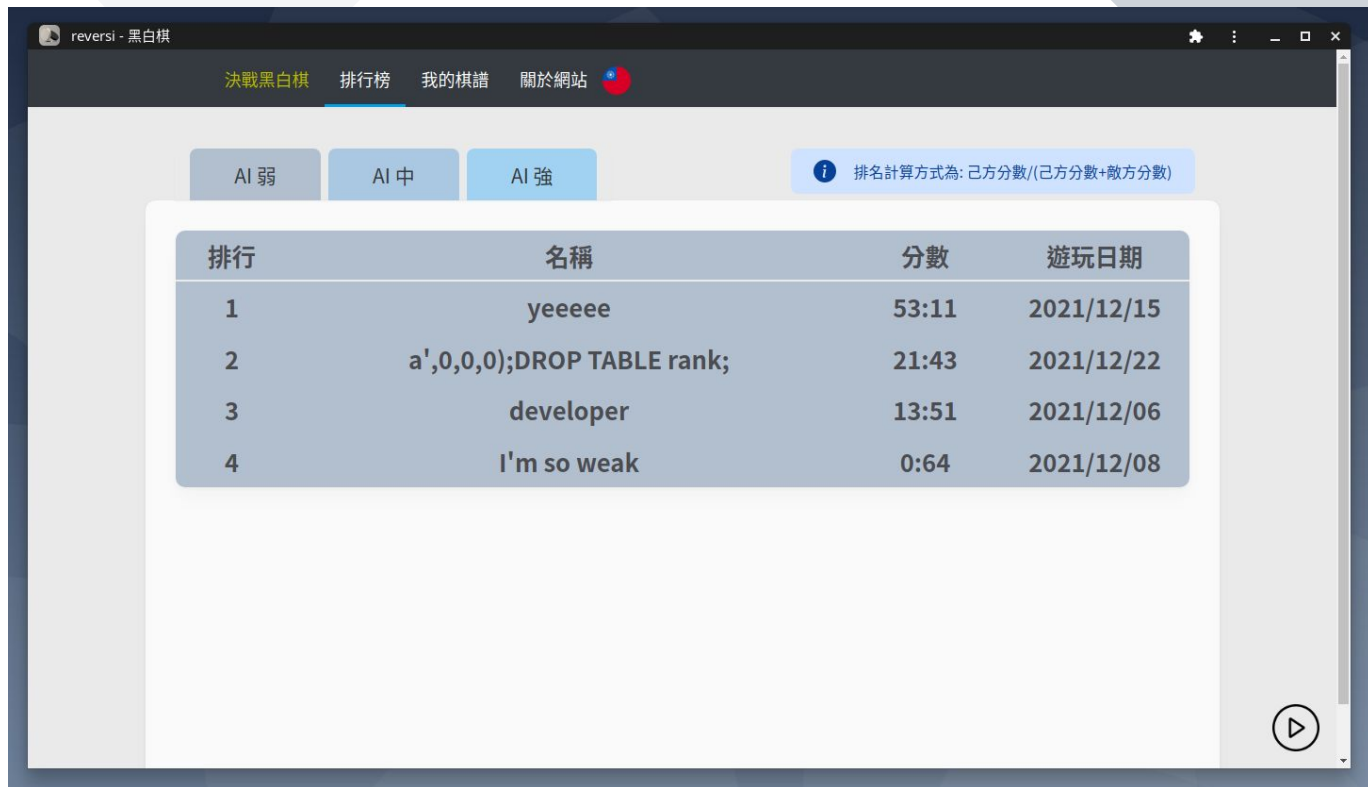 reversi - 黑白棋
決戰黑白棋 排行榜 我的棋譜 關於網站
AI 弱 AI 中 AI 強
i 排名計算方式為: 己方分數/(己方分數+敵方分數)
排行 名稱 分數 遊玩日期
1 yeeeee 53:11 2021/12/15
2 a',0,0,0);DROP TABLE rank; 21:43 2021/12/22
3 developer 13:51 2021/12/06
4 I'm so weak 0:64 2021/12/08